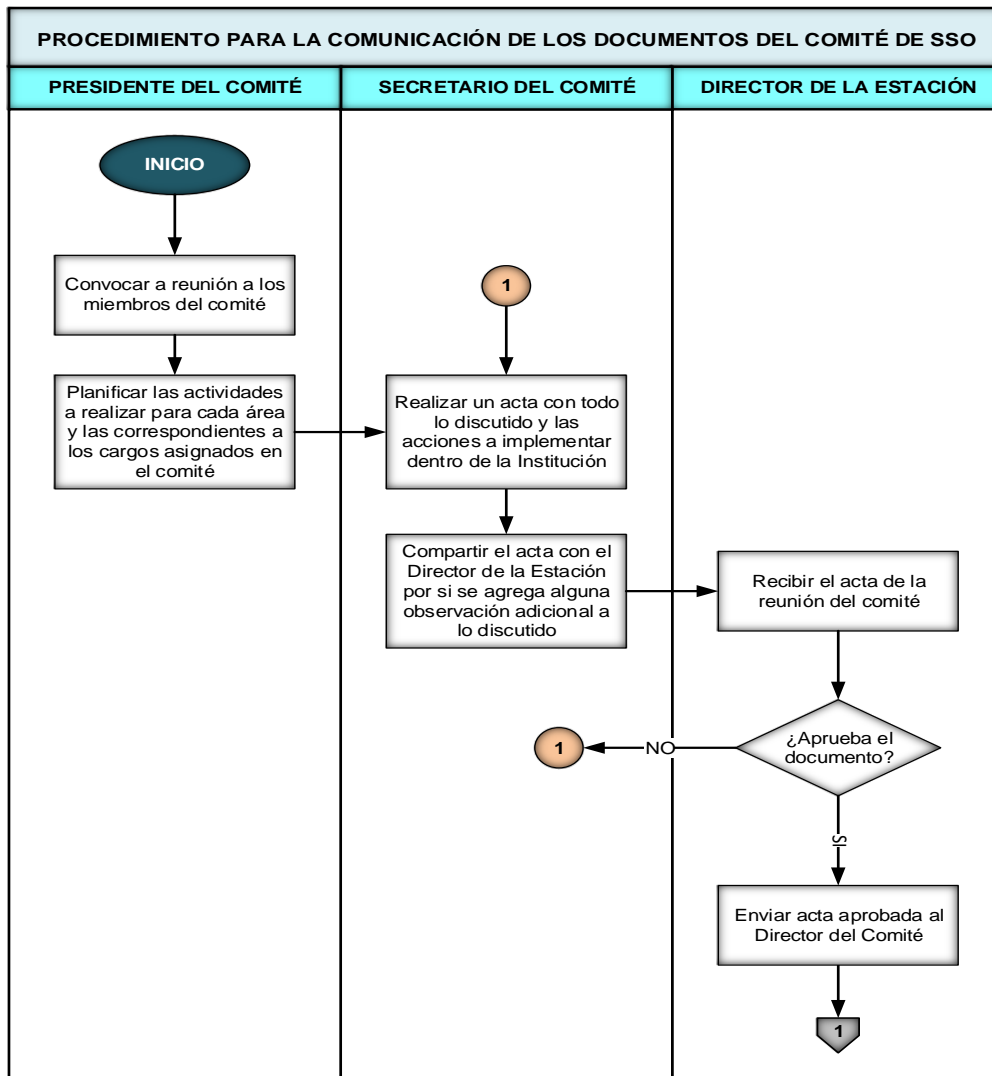 PROCEDIMIENTO PARA LA COMUNICACIÓN DE LOS DOCUMENTOS DEL COMITÉ DE SSO
PRESIDENTE DEL COMITÉ
SECRETARIO DEL COMITÉ
DIRECTOR DE LA ESTACIÓN
INICIO
Convocar a reunión a los
miembros del comité
Planificar las actividades
a realizar para cada área
y las correspondientes a
los cargos asignados en
el comité
1
Realizar un acta con todo
lo discutido y las
acciones a implementar
dentro de la Institución
Compartir el acta con el
Director de la Estación
por si se agrega alguna
observación adicional a
lo discutido
Recibir el acta de la
reunión del comité
¿Aprueba el
documento?
NO
1
SI
Enviar acta aprobada al
Director del Comité
1